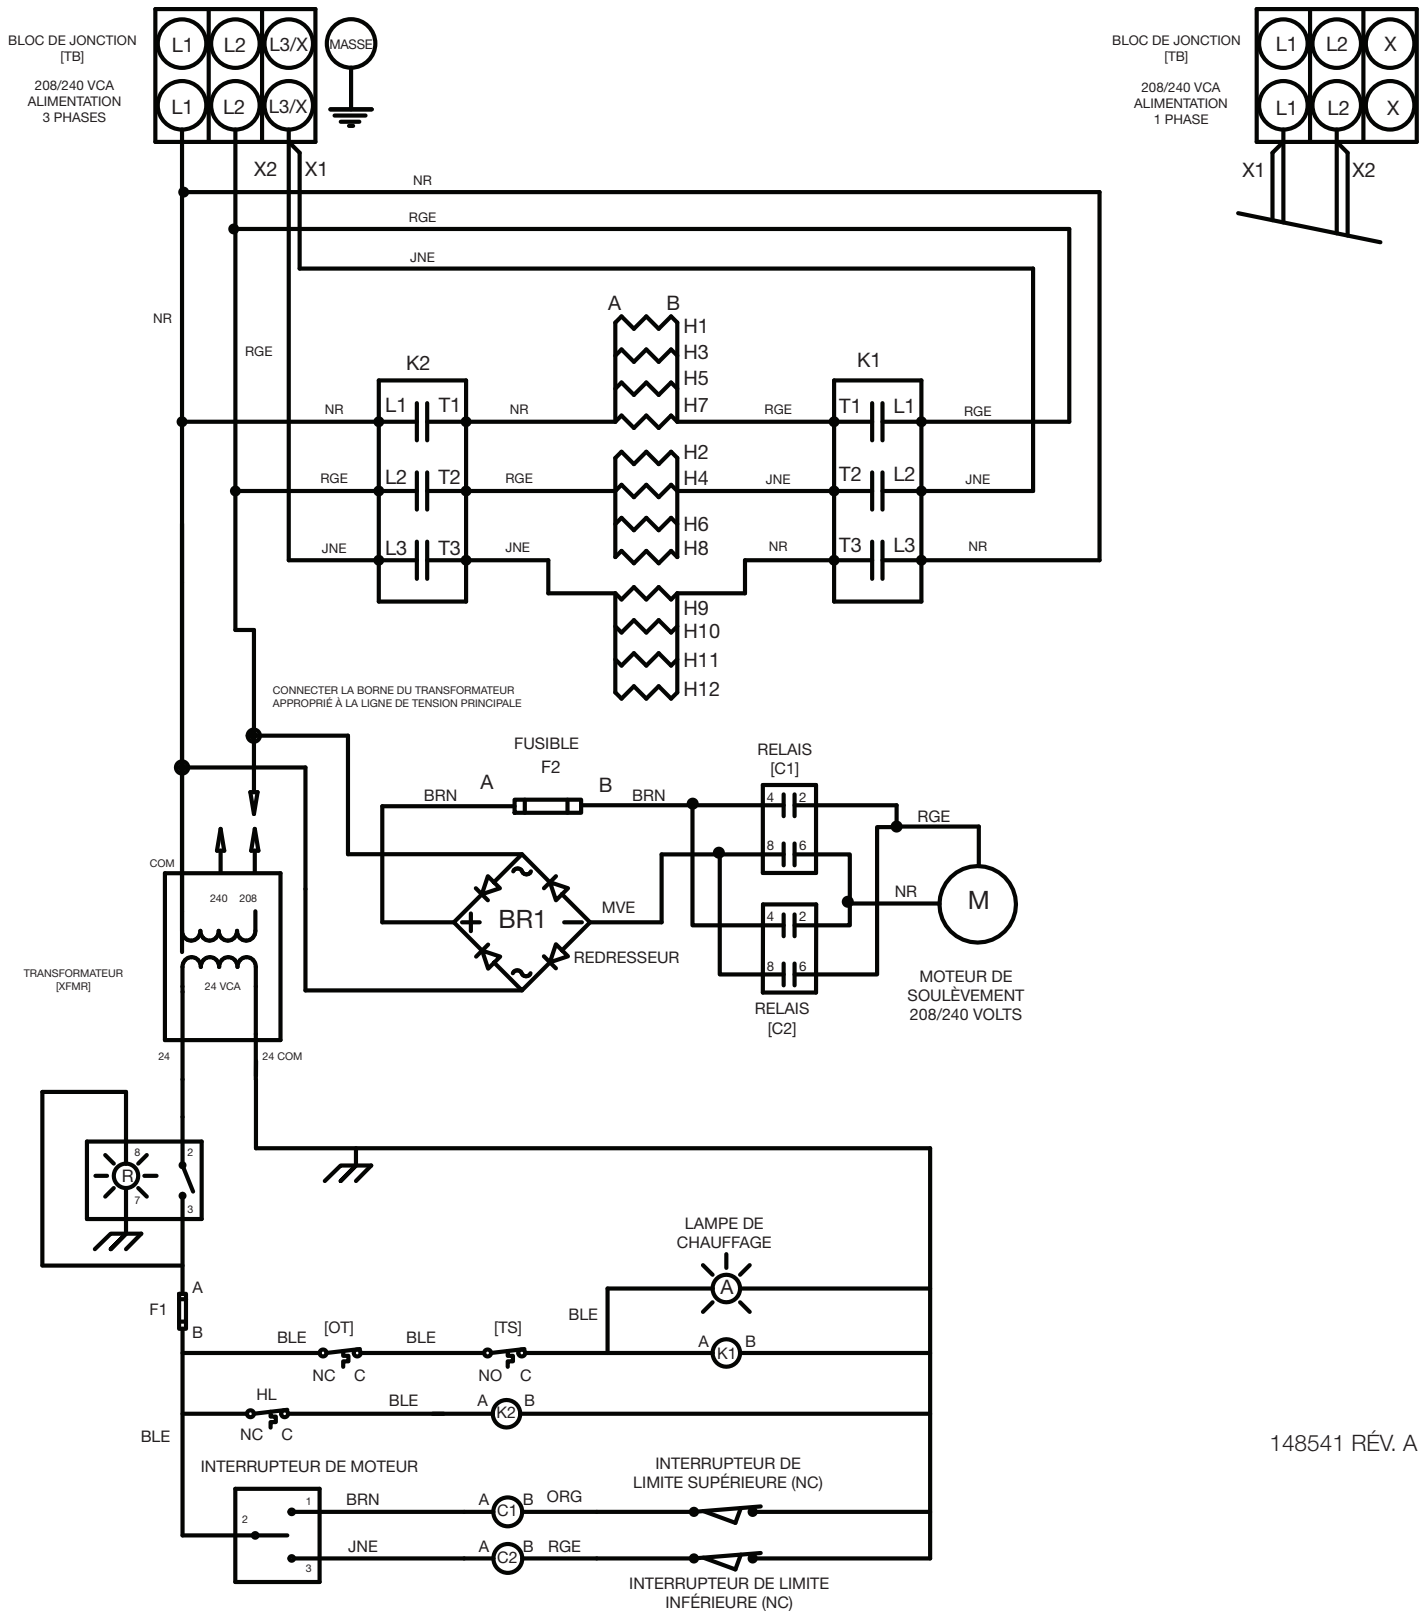 BLOC DE JONCTION
[TB]
208/240 VCA
ALIMENTATION
3 PHASES
L1 L2 L3/X MASSE
L1 L2 L3/X
X2 X1
BLOC DE JONCTION
[TB]
208/240 VCA
ALIMENTATION
1 PHASE
L1 L2 X
L1 L2 X
X1 X2
NR
RGE
JNE
NR
RGE
A B
H1
H3
H5
H7
K2
K1
NR L1 T1 NR RGE T1 L1 RGE
H2
H4
H6
H8
RGE L2 T2 RGE JNE T2 L2 JNE
JNE L3 T3 JNE NR T3 L3 NR
H9
H10
H11
H12
CONNECTER LA BORNE DU TRANSFORMATEUR
APPROPRIÉ À LA LIGNE DE TENSION PRINCIPALE
FUSIBLE
F2
BRN A B BRN
RELAIS
[C1]
4 2
8 6
RGE
NR
M
MOTEUR DE
SOULÈVEMENT
208/240 VOLTS
4 2
8 6
RELAIS
[C2]
+ BR1 −
MVE
REDRESSEUR
COM
240 208
24 VCA
TRANSFORMATEUR
[XFMR]
24
24 COM
8 2
R
7 3
F1
A
B
LAMPE DE
CHAUFFAGE
A
BLE
BLE [OT] BLE [TS]
NC C NO C
A K1 B
HL
NC C
BLE
A K2 B
BLE
INTERRUPTEUR DE MOTEUR
1
2
3
BRN A C1 B ORG
INTERRUPTEUR DE
LIMITE SUPÉRIEURE (NC)
JNE A C2 B RGE
INTERRUPTEUR DE LIMITE
INFÉRIEURE (NC)
148541 RÉV. A